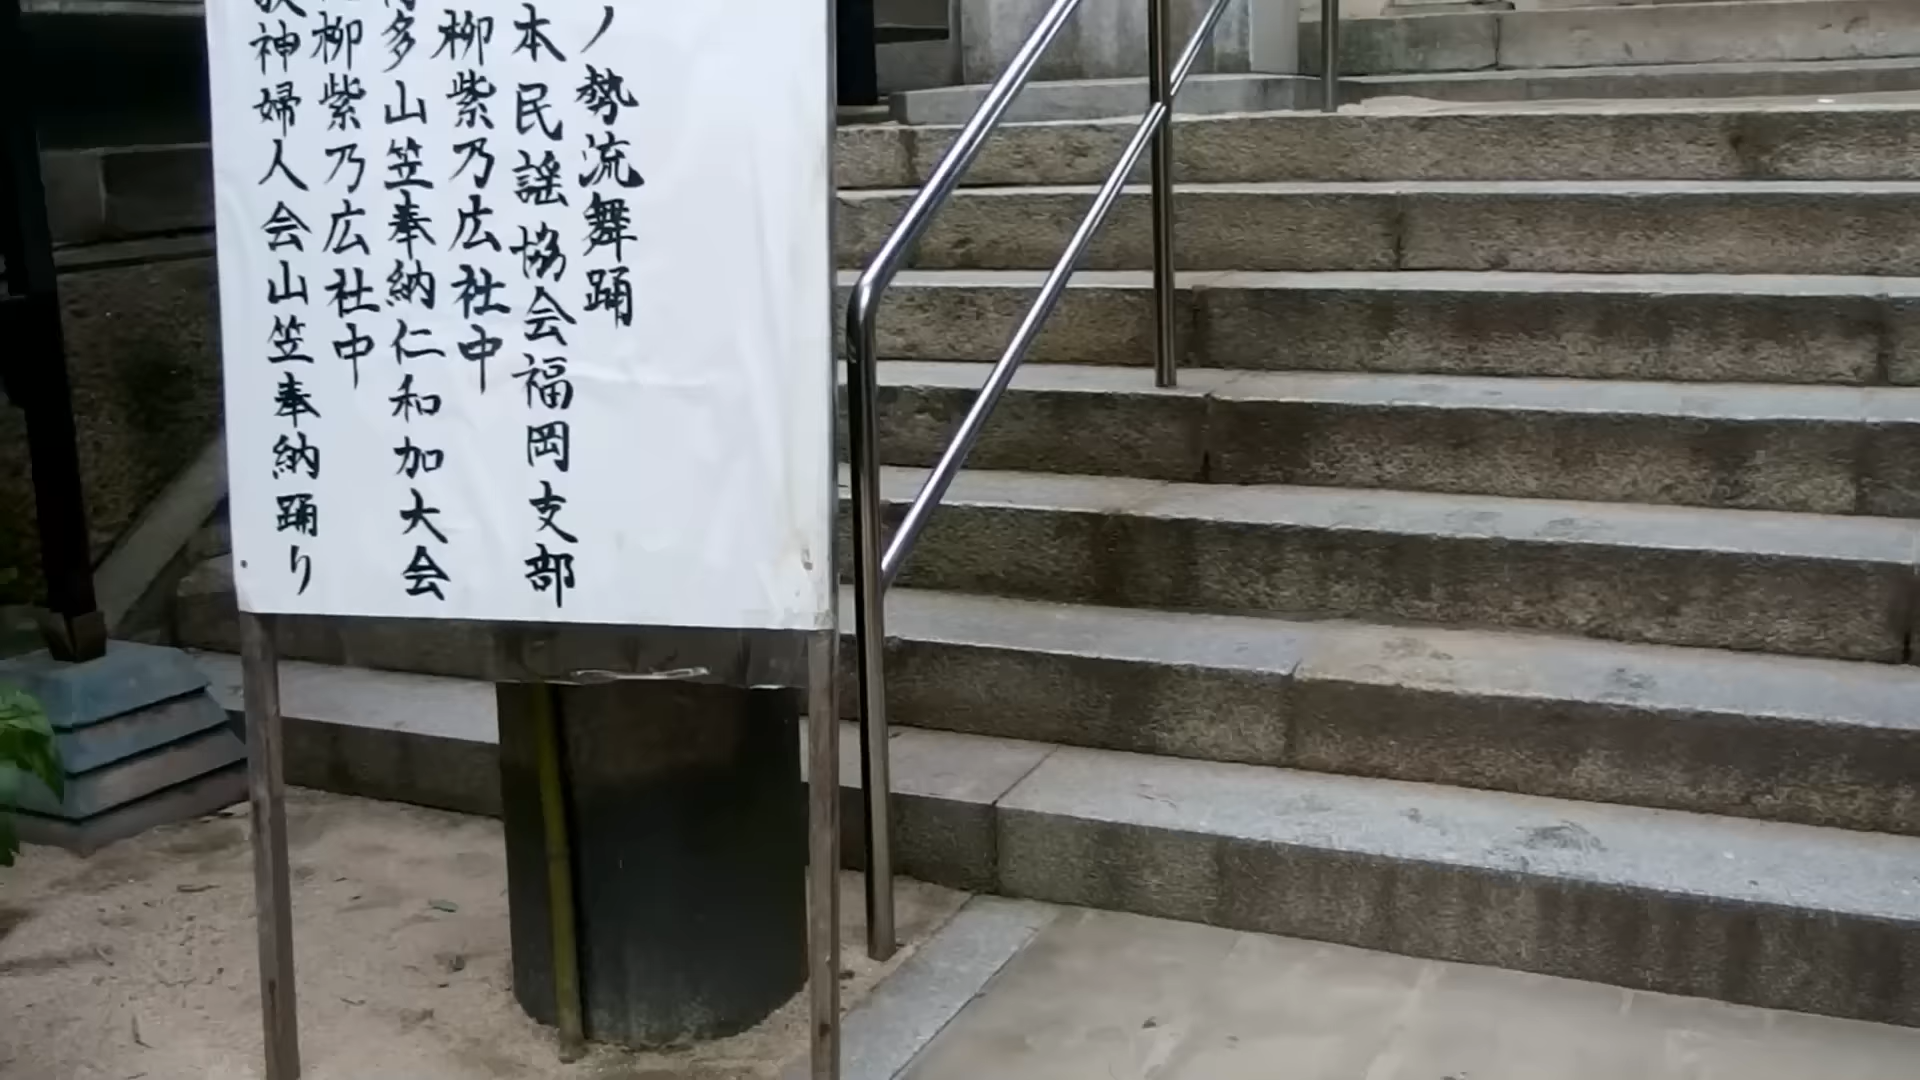 ノ勢流舞踊
本民謡協会福岡支部
柳紫乃広社中
多山笠奉納仁和加大会
柳紫乃広社中
神婦人会山笠奉納踊り